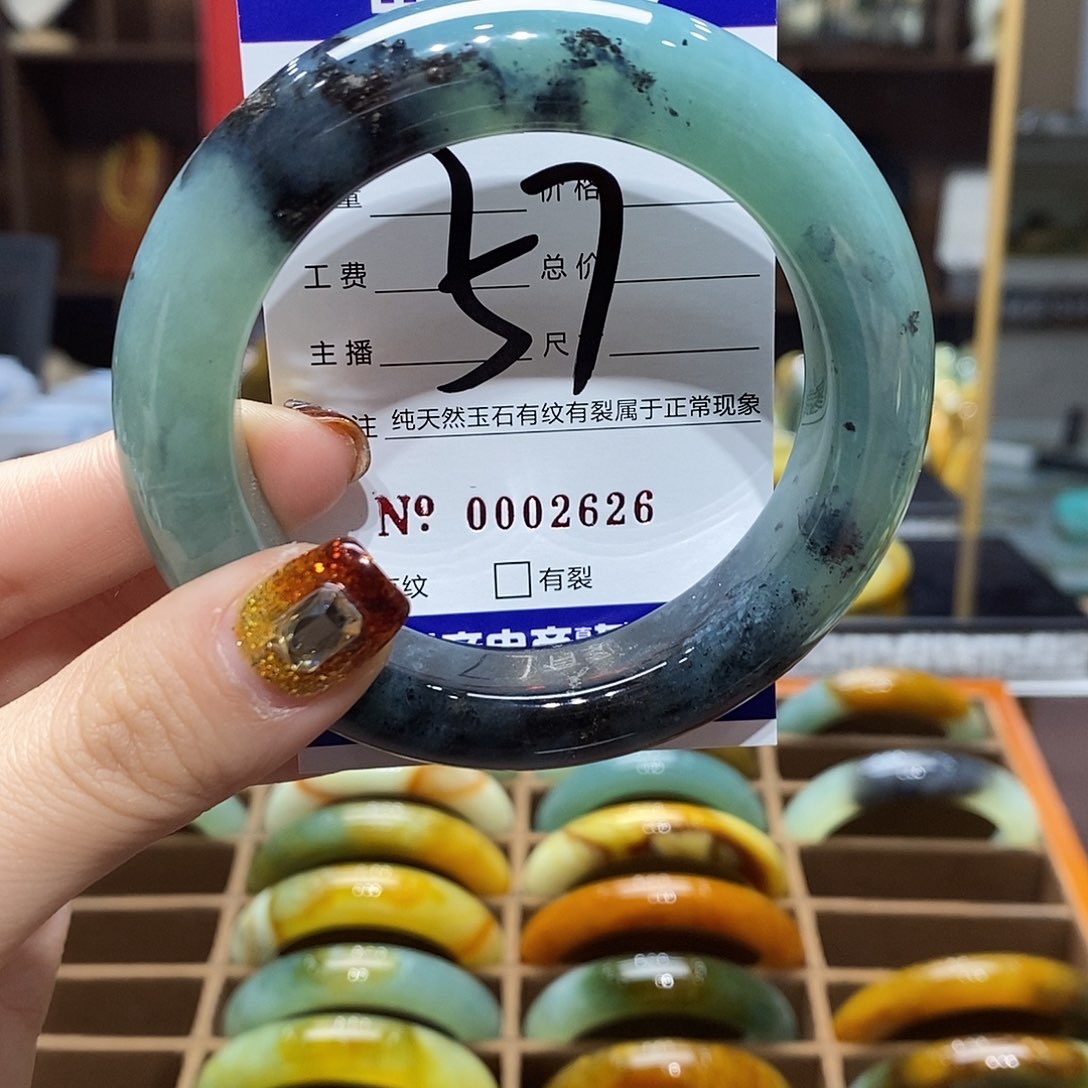 57
价格
工费 总价
主播 尺
注 纯天然玉石有纹有裂属于正常现象
Nº 0002626
纹 有裂